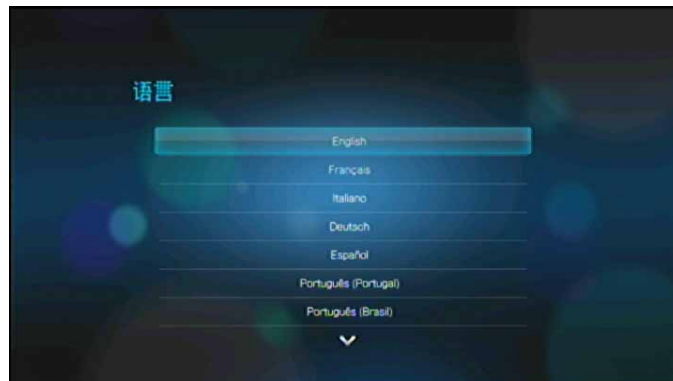 语言
English
Français
Italiano
Deutsch
Español
Português (Portugal)
Português (Brasil)